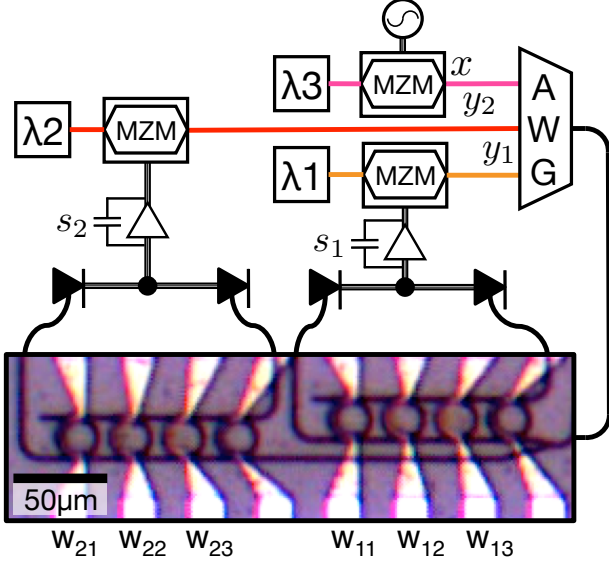 λ3
MZM
x
A
W
G
λ2
MZM
y₂
λ1
MZM
y₁
s₂
s₁
50μm
w₂₁ w₂₂ w₂₃ w₁₁ w₁₂ w₁₃